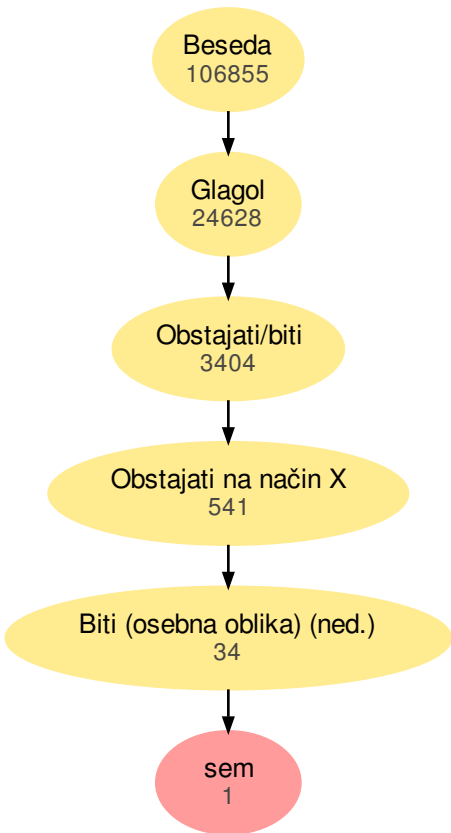 Beseda
106855
Glagol
24628
Obstajati/biti
3404
Obstajati na način X
541
Biti (osebna oblika) (ned.)
34
sem
1